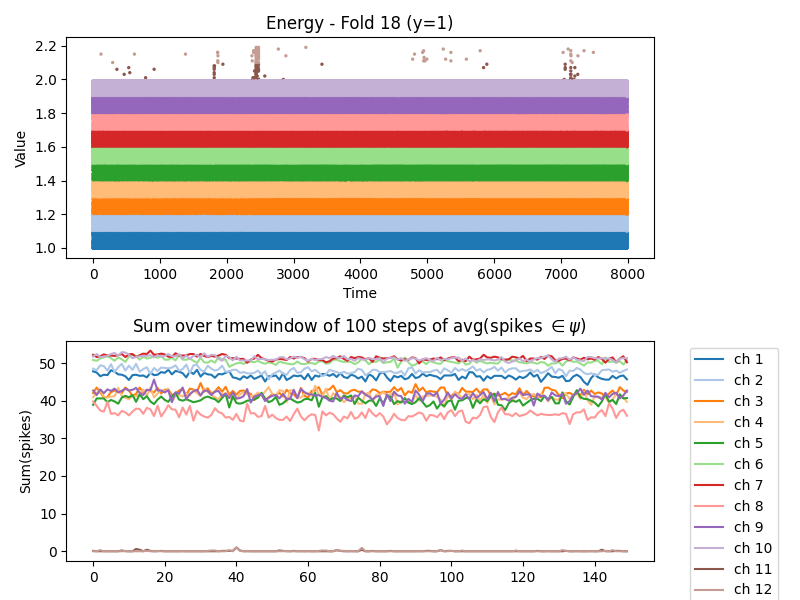 Energy - Fold 18 (y=1)
2.2
2.0
1.8
1.6
1.4
1.2
1.0
Value
0 1000 2000 3000 4000 5000 6000 7000 8000
Time
Sum over timewindow of 100 steps of avg(spikes ∈ψ)
50
40
30
20
10
0
Sum(spikes)
0 20 40 60 80 100 120 140
ch 1
ch 2
ch 3
ch 4
ch 5
ch 6
ch 7
ch 8
ch 9
ch 10
ch 11
ch 12